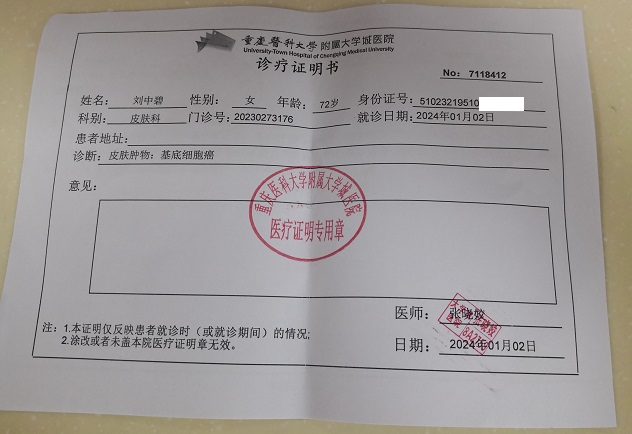 重庆医科大学 附属大学城医院
University-Town Hospital of Chongqing Medical University
诊疗证明书
No: 7118412
姓名: 刘中碧 性别: 女 年龄: 72岁 身份证号: 51023219510
科别: 皮肤科 门诊号: 20230273176 就诊日期: 2024年01月02日
患者地址:
诊断: 皮肤肿物: 基底细胞癌
意见:
重庆医科大学附属大学城医院
医疗证明专用章
医师: 张晓姣
日期: 2024年01月02日
注: 1.本证明仅反映患者就诊时（或就诊期间）的情况;
2.涂改或者未盖本院医疗证明章无效。